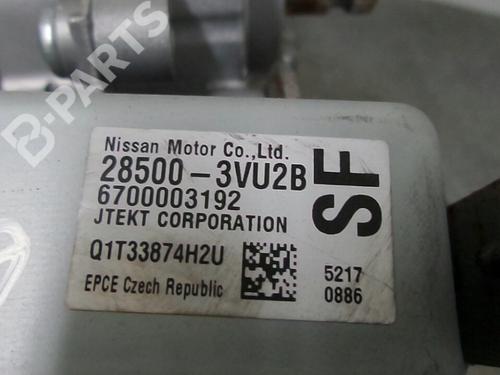 B-PARTS
Nissan Motor Co.,Ltd.
28500-3VU2B
6700003192
JTEKT CORPORATION
Q1T33874H2U
EPCE Czech Republic
SF
5217
0886